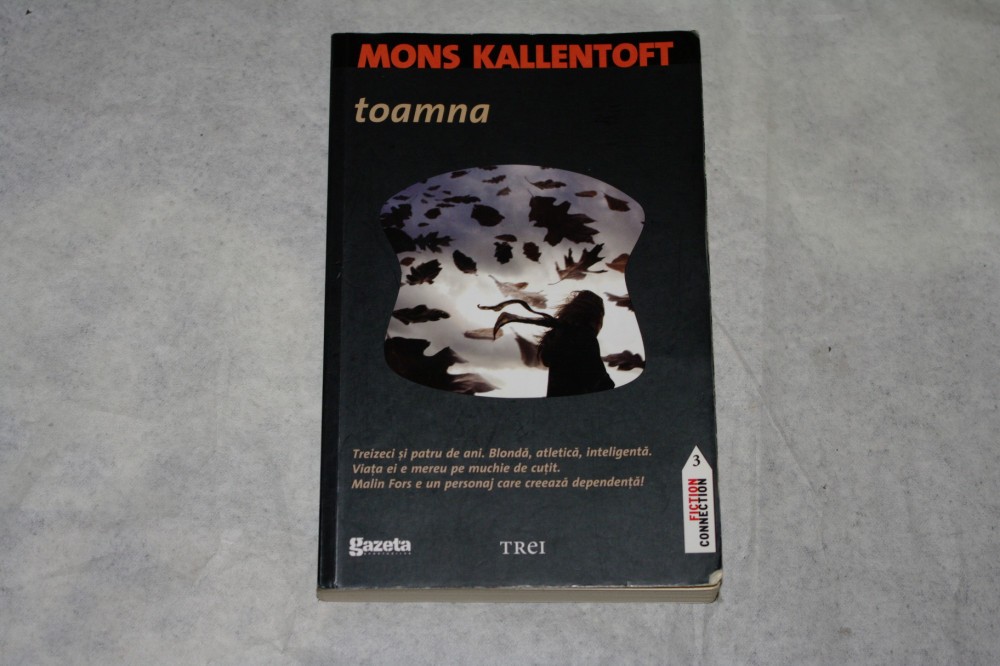 MONS KALLENTOFT
toamna
Treizeci și patru de ani. Blondă, atletică, inteligentă.
Viața ei e mereu pe muchie de cuțit.
Malin Fors e un personaj care creează dependență!
3
FICTION
CONNECTION
gazeta
TREI